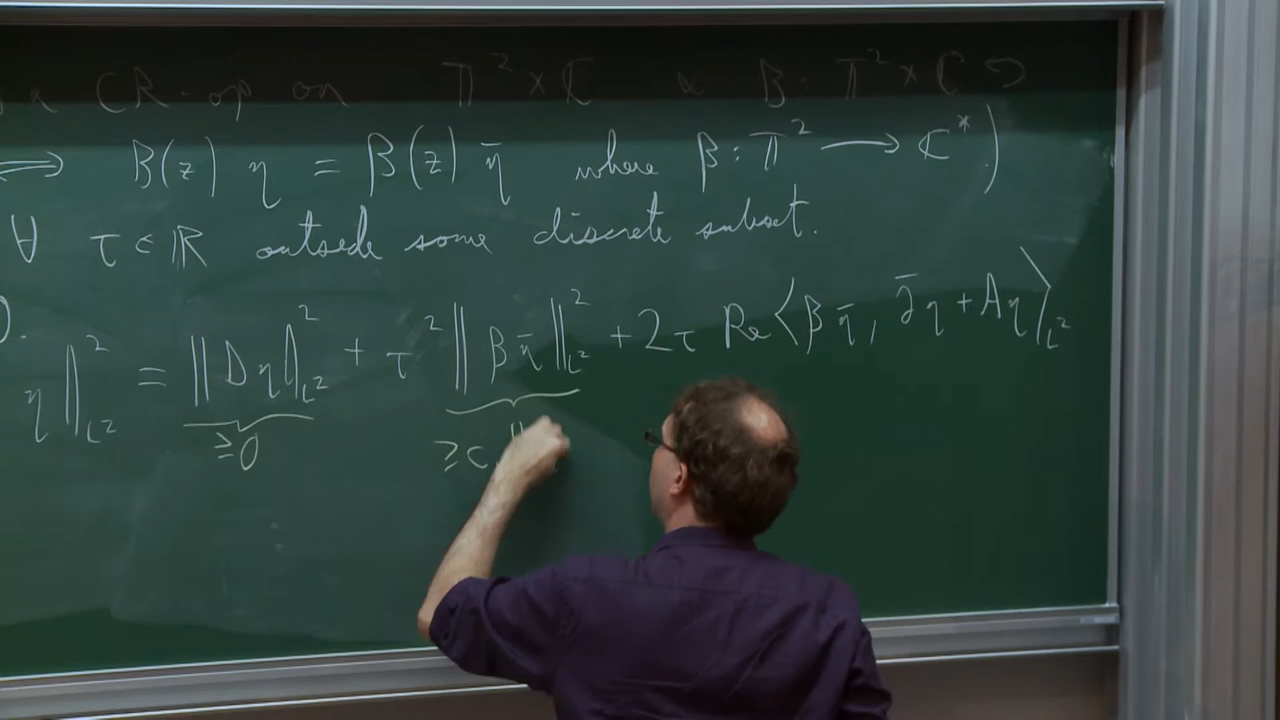 a CR-op on 𝕋² × ℂ & B: 𝕋² × ℂ ↺
⟺ B(z) η = β(z) η̄ where β: 𝕋² ⟶ ℂ*)
∀ τ ∈ ℝ outside some discrete subset.
η‖²_{L²} = ‖Dη‖²_{L²} + τ² ‖βη̄‖²_{L²} + 2τ Re⟨βη̄, ∂̄η + Aη⟩_{L²}
≥0 ≥c